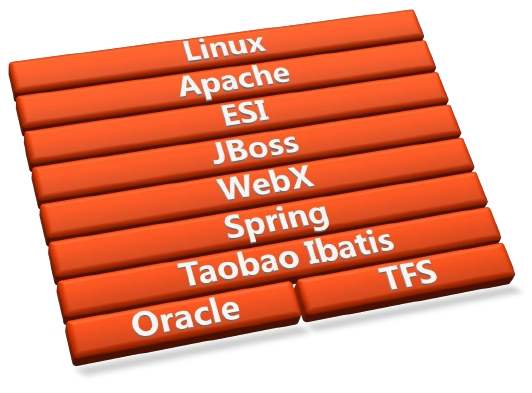 Linux
Apache
ESI
JBoss
WebX
Spring
Taobao Ibatis
Oracle
TFS